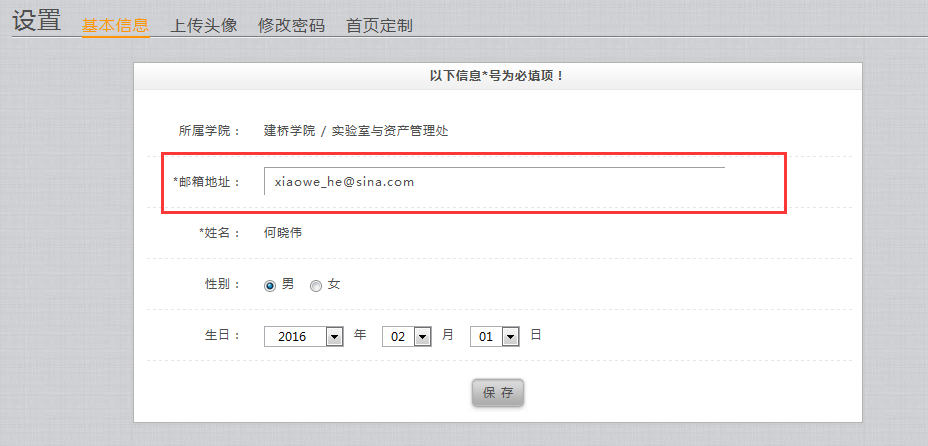 设置 基本信息 上传头像 修改密码 首页定制
以下信息*号为必填项！
所属学院： 建桥学院 / 实验室与资产管理处
*邮箱地址： xiaowe_he@sina.com
*姓名： 何晓伟
性别： 男 女
生日： 2016 年 02 月 01 日
保 存